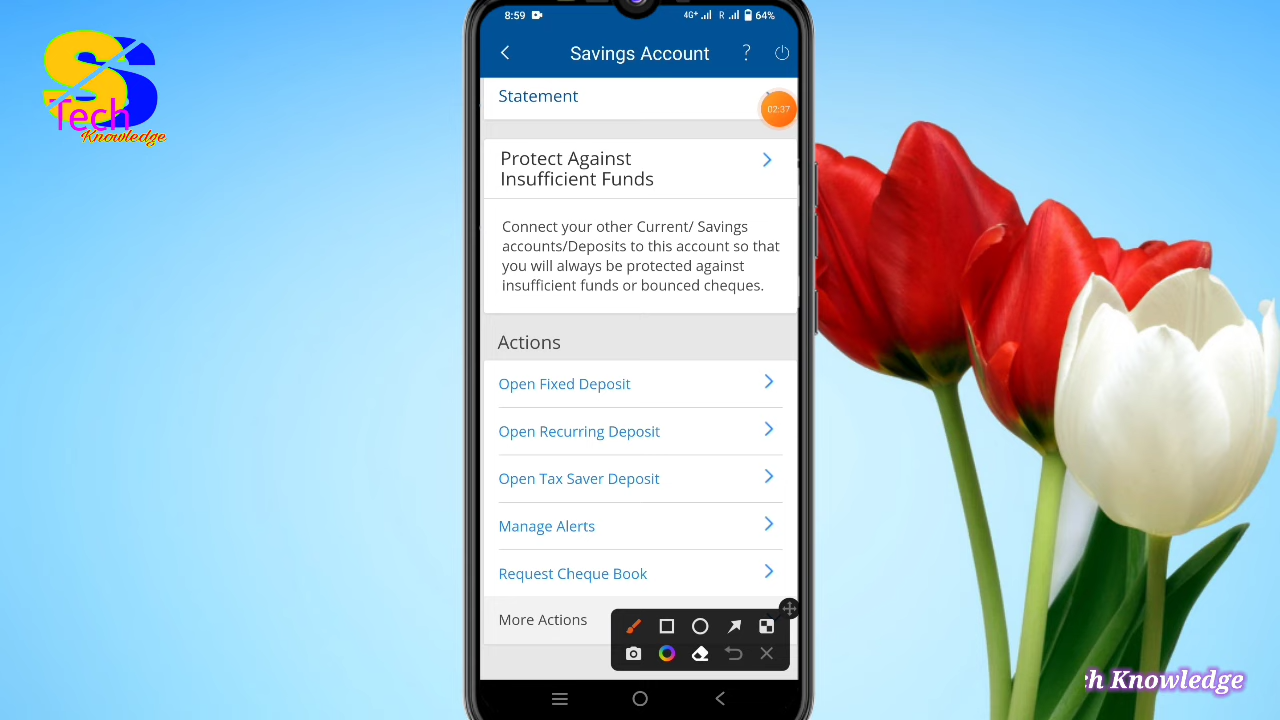 S
S
Tech
Knowledge
8:59
4G+ R 64%
Savings Account ?
Statement
02:37
Protect Against
Insufficient Funds
Connect your other Current/ Savings
accounts/Deposits to this account so that
you will always be protected against
insufficient funds or bounced cheques.
Actions
Open Fixed Deposit
Open Recurring Deposit
Open Tax Saver Deposit
Manage Alerts
Request Cheque Book
More Actions
ch Knowledge